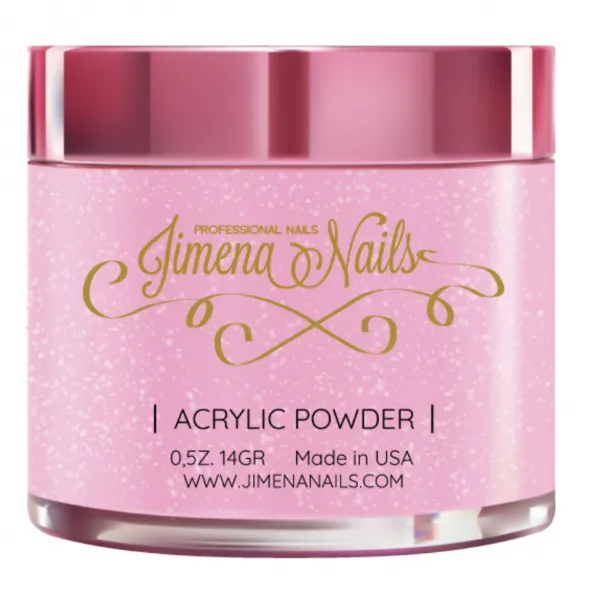 PROFESSIONAL NAILS
Jimena Nails
| ACRYLIC POWDER |
0,5Z. 14GR Made in USA
WWW.JIMENANAILS.COM